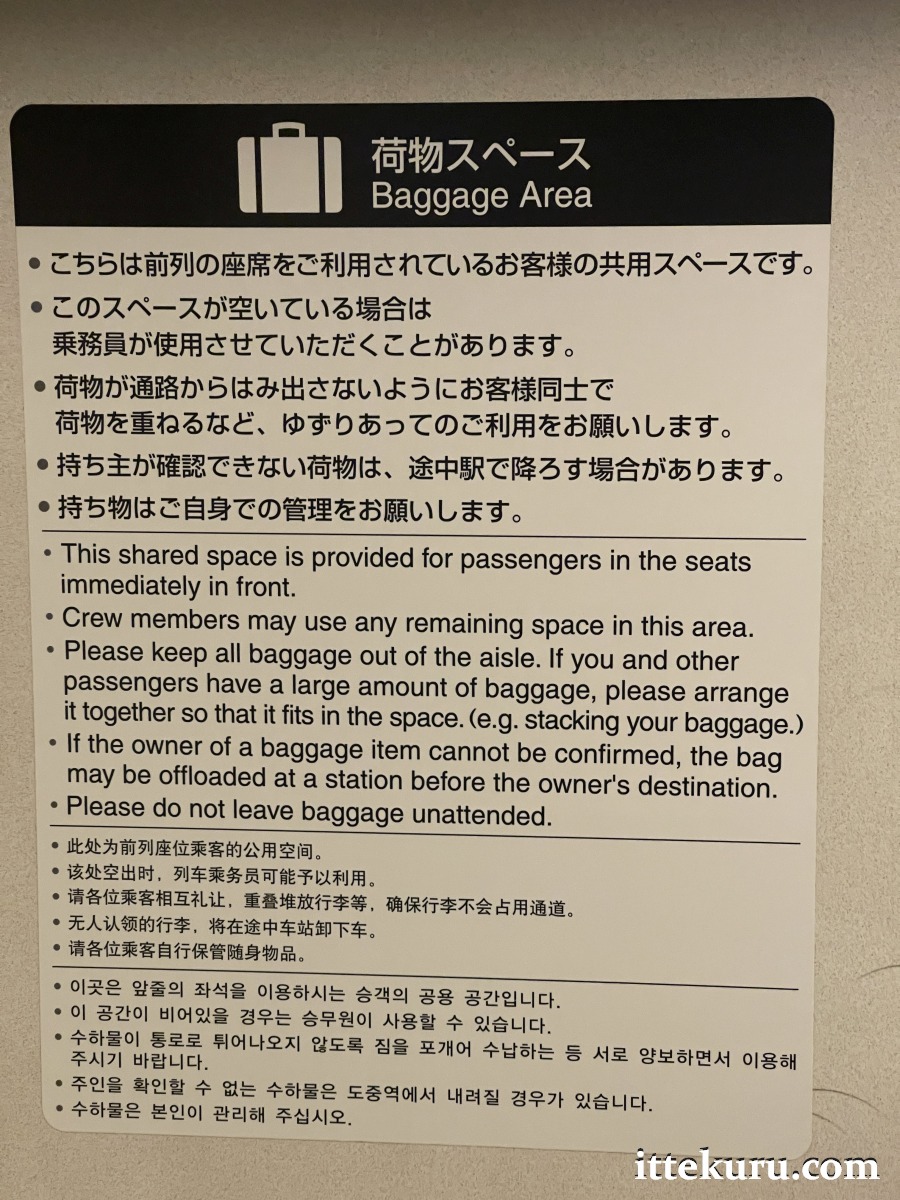 荷物スペース
Baggage Area
• こちらは前列の座席をご利用されているお客様の共用スペースです。
• このスペースが空いている場合は
乗務員が使用させていただくことがあります。
• 荷物が通路からはみ出さないようにお客様同士で
荷物を重ねるなど、ゆずりあってのご利用をお願いします。
• 持ち主が確認できない荷物は、途中駅で降ろす場合があります。
• 持ち物はご自身での管理をお願いします。
• This shared space is provided for passengers in the seats
immediately in front.
• Crew members may use any remaining space in this area.
• Please keep all baggage out of the aisle. If you and other
passengers have a large amount of baggage, please arrange
it together so that it fits in the space. (e.g. stacking your baggage.)
• If the owner of a baggage item cannot be confirmed, the bag
may be offloaded at a station before the owner's destination.
• Please do not leave baggage unattended.
• 此处为前列座位乘客的公用空间。
• 该处空出时，列车乘务员可能予以利用。
• 请各位乘客相互礼让，重叠堆放行李等，确保行李不会占用通道。
• 无人认领的行李，将在途中车站卸下车。
• 请各位乘客自行保管随身物品。
• 이곳은 앞줄의 좌석을 이용하시는 승객의 공용 공간입니다.
• 이 공간이 비어있을 경우는 승무원이 사용할 수 있습니다.
• 수하물이 통로로 튀어나오지 않도록 짐을 포개어 수납하는 등 서로 양보하면서 이용해
주시기 바랍니다.
• 주인을 확인할 수 없는 수하물은 도중역에서 내려질 경우가 있습니다.
• 수하물은 본인이 관리해 주십시오.
ittekuru.com